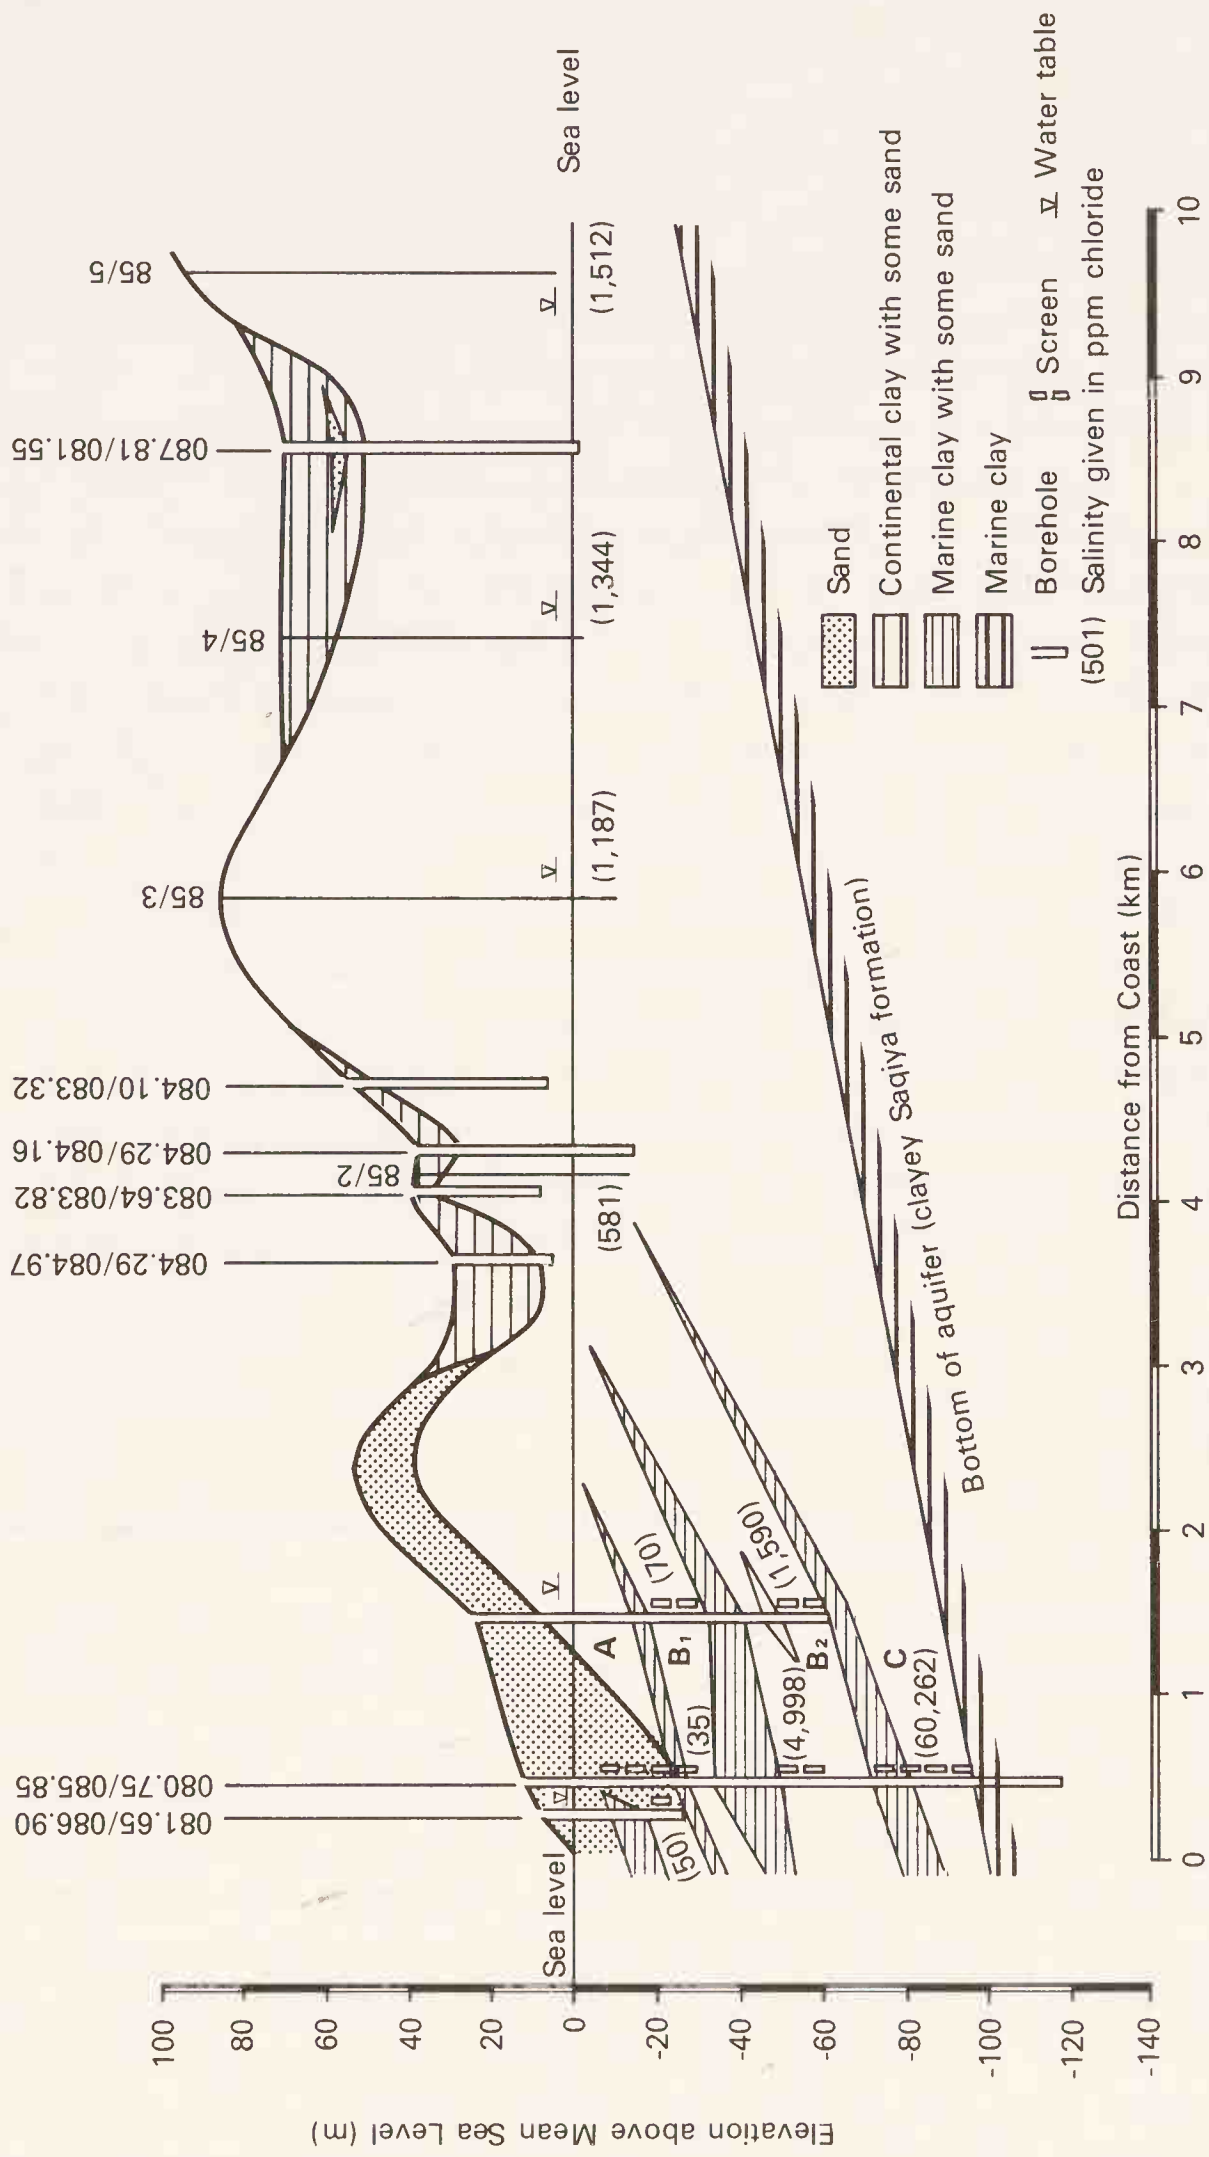 081.65/086.90
080.75/085.85
084.29/084.97
083.64/083.82
85/2
084.29/084.16
084.10/083.32
85/3
85/4
087.81/081.55
85/5
Elevation above Mean Sea Level (m)
100
80
60
40
20
0
-20
-40
-60
-80
-100
-120
-140
Sea level
Sea level
(50)
(35)
(4,998)
(60,262)
A
B1
B2
C
(70)
(1,590)
(581)
(1,187)
(1,344)
(1,512)
Bottom of aquifer (clayey Saqiya formation)
Sand
Continental clay with some sand
Marine clay with some sand
Marine clay
Borehole
Screen
Water table
(501) Salinity given in ppm chloride
Distance from Coast (km)
0 1 2 3 4 5 6 7 8 9 10